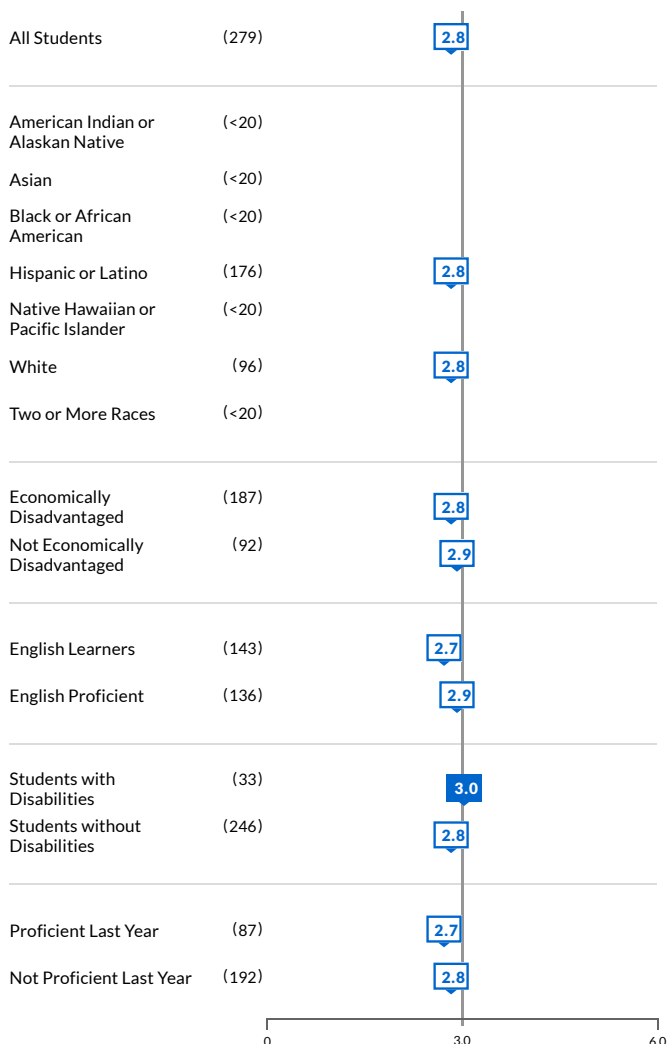 All Students (279) 2.8
American Indian or (<20)
Alaskan Native
Asian (<20)
Black or African (<20)
American
Hispanic or Latino (176) 2.8
Native Hawaiian or (<20)
Pacific Islander
White (96) 2.8
Two or More Races (<20)
Economically (187) 2.8
Disadvantaged
Not Economically (92) 2.9
Disadvantaged
English Learners (143) 2.7
English Proficient (136) 2.9
Students with (33) 3.0
Disabilities
Students without (246) 2.8
Disabilities
Proficient Last Year (87) 2.7
Not Proficient Last Year (192) 2.8
0 3.0 6.0